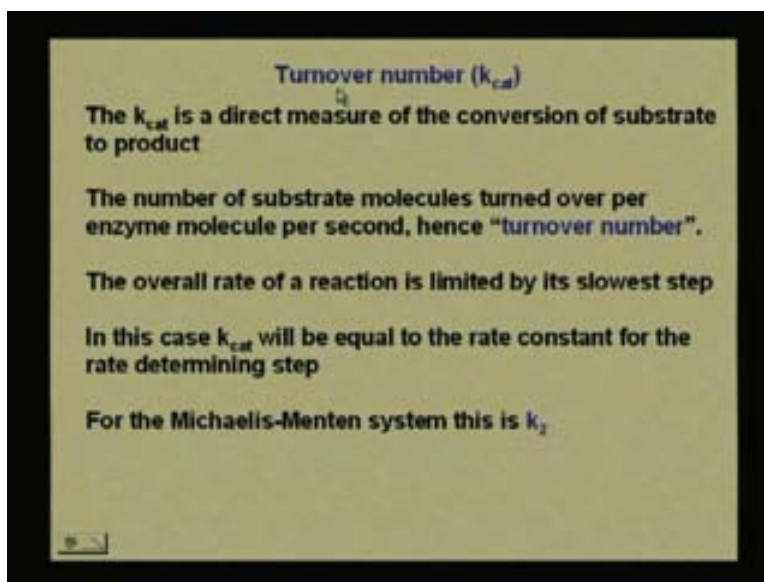 Turnover number (kcat)
The kcat is a direct measure of the conversion of substrate
to product
The number of substrate molecules turned over per
enzyme molecule per second, hence “turnover number”.
The overall rate of a reaction is limited by its slowest step
In this case kcat will be equal to the rate constant for the
rate determining step
For the Michaelis-Menten system this is k2